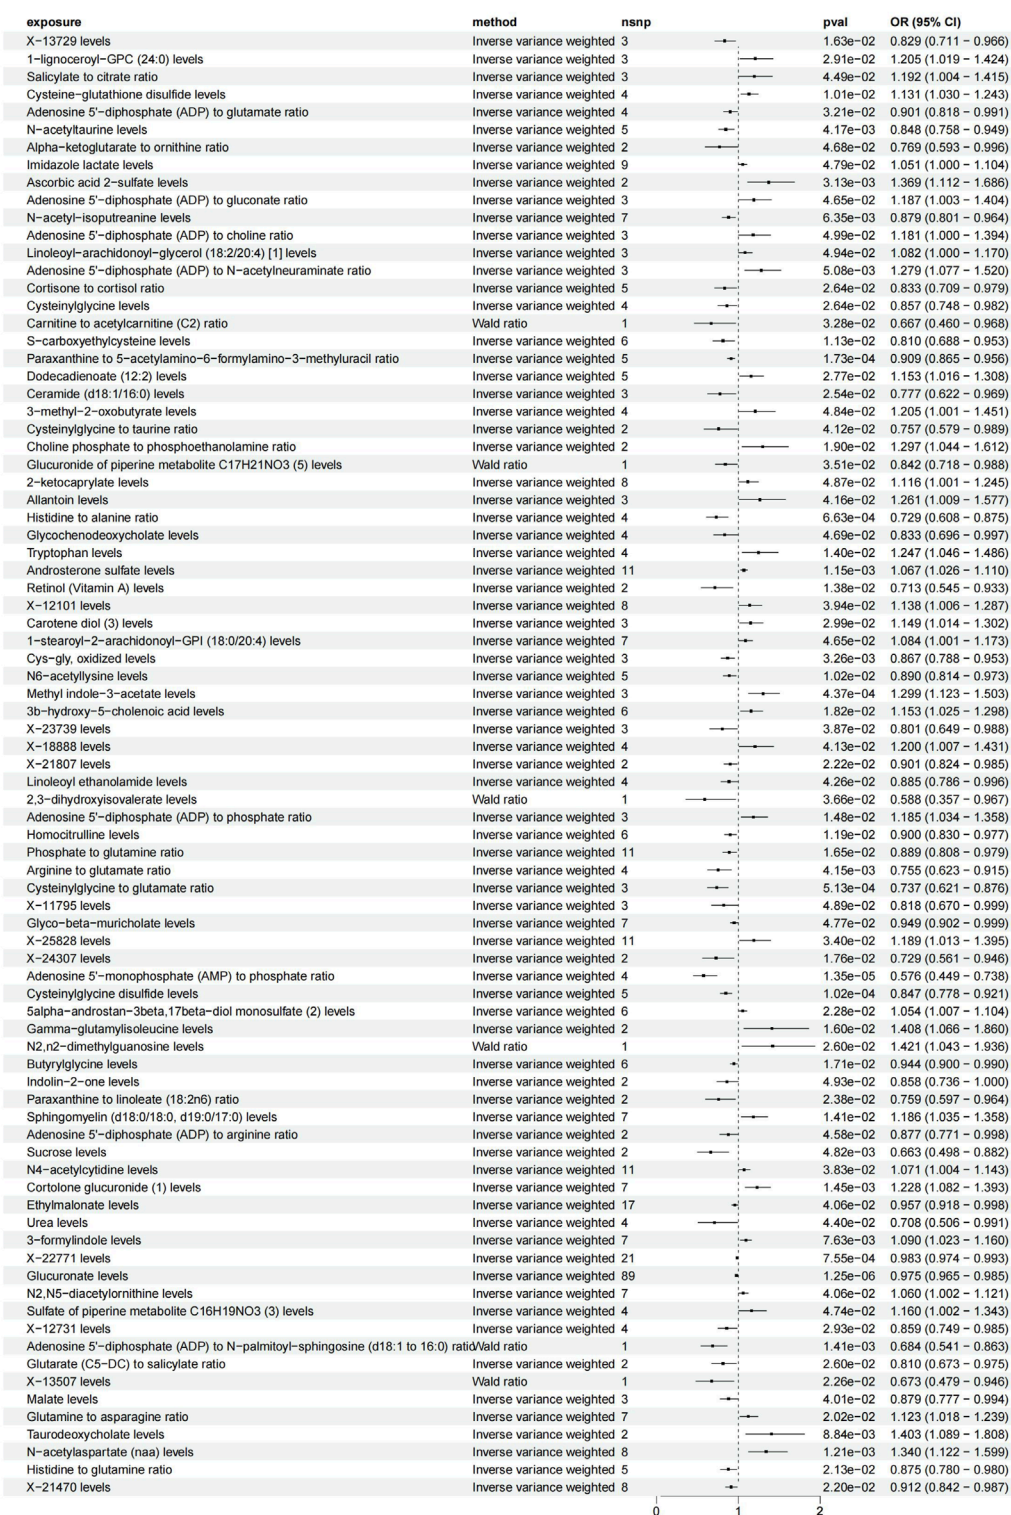 exposure method nsnp pval OR (95% CI)
X−13729 levels Inverse variance weighted 3 1.63e−02 0.829 (0.711 − 0.966)
1−lignoceroyl−GPC (24:0) levels Inverse variance weighted 3 2.91e−02 1.205 (1.019 − 1.424)
Salicylate to citrate ratio Inverse variance weighted 3 4.49e−02 1.192 (1.004 − 1.415)
Cysteine−glutathione disulfide levels Inverse variance weighted 4 1.01e−02 1.131 (1.030 − 1.243)
Adenosine 5'−diphosphate (ADP) to glutamate ratio Inverse variance weighted 4 3.21e−02 0.901 (0.818 − 0.991)
N−acetyltaurine levels Inverse variance weighted 5 4.17e−03 0.848 (0.758 − 0.949)
Alpha−ketoglutarate to ornithine ratio Inverse variance weighted 2 4.68e−02 0.769 (0.593 − 0.996)
Imidazole lactate levels Inverse variance weighted 9 4.79e−02 1.051 (1.000 − 1.104)
Ascorbic acid 2−sulfate levels Inverse variance weighted 2 3.13e−03 1.369 (1.112 − 1.686)
Adenosine 5'−diphosphate (ADP) to gluconate ratio Inverse variance weighted 3 4.65e−02 1.187 (1.003 − 1.404)
N−acetyl−isoputreanine levels Inverse variance weighted 7 6.35e−03 0.879 (0.801 − 0.964)
Adenosine 5'−diphosphate (ADP) to choline ratio Inverse variance weighted 3 4.99e−02 1.181 (1.000 − 1.394)
Linoleoyl−arachidonoyl−glycerol (18:2/20:4) [1] levels Inverse variance weighted 3 4.94e−02 1.082 (1.000 − 1.170)
Adenosine 5'−diphosphate (ADP) to N−acetylneuraminate ratio Inverse variance weighted 3 5.08e−03 1.279 (1.077 − 1.520)
Cortisone to cortisol ratio Inverse variance weighted 5 2.64e−02 0.833 (0.709 − 0.979)
Cysteinylglycine levels Inverse variance weighted 4 2.64e−02 0.857 (0.748 − 0.982)
Carnitine to acetylcarnitine (C2) ratio Wald ratio 1 3.28e−02 0.667 (0.460 − 0.968)
S−carboxyethylcysteine levels Inverse variance weighted 6 1.13e−02 0.810 (0.688 − 0.953)
Paraxanthine to 5−acetylamino−6−formylamino−3−methyluracil ratio Inverse variance weighted 5 1.73e−04 0.909 (0.865 − 0.956)
Dodecadienoate (12:2) levels Inverse variance weighted 5 2.77e−02 1.153 (1.016 − 1.308)
Ceramide (d18:1/16:0) levels Inverse variance weighted 3 2.54e−02 0.777 (0.622 − 0.969)
3−methyl−2−oxobutyrate levels Inverse variance weighted 4 4.84e−02 1.205 (1.001 − 1.451)
Cysteinylglycine to taurine ratio Inverse variance weighted 2 4.12e−02 0.757 (0.579 − 0.989)
Choline phosphate to phosphoethanolamine ratio Inverse variance weighted 2 1.90e−02 1.297 (1.044 − 1.612)
Glucuronide of piperine metabolite C17H21NO3 (5) levels Wald ratio 1 3.51e−02 0.842 (0.718 − 0.988)
2−ketocaprylate levels Inverse variance weighted 8 4.87e−02 1.116 (1.001 − 1.245)
Allantoin levels Inverse variance weighted 3 4.16e−02 1.261 (1.009 − 1.577)
Histidine to alanine ratio Inverse variance weighted 4 6.63e−04 0.729 (0.608 − 0.875)
Glycochenodeoxycholate levels Inverse variance weighted 4 4.69e−02 0.833 (0.696 − 0.997)
Tryptophan levels Inverse variance weighted 4 1.40e−02 1.247 (1.046 − 1.486)
Androsterone sulfate levels Inverse variance weighted 11 1.15e−03 1.067 (1.026 − 1.110)
Retinol (Vitamin A) levels Inverse variance weighted 2 1.38e−02 0.713 (0.545 − 0.933)
X−12101 levels Inverse variance weighted 8 3.94e−02 1.138 (1.006 − 1.287)
Carotene diol (3) levels Inverse variance weighted 3 2.99e−02 1.149 (1.014 − 1.302)
1−stearoyl−2−arachidonoyl−GPI (18:0/20:4) levels Inverse variance weighted 7 4.65e−02 1.084 (1.001 − 1.173)
Cys−gly, oxidized levels Inverse variance weighted 3 3.26e−03 0.867 (0.788 − 0.953)
N6−acetyllysine levels Inverse variance weighted 5 1.02e−02 0.890 (0.814 − 0.973)
Methyl indole−3−acetate levels Inverse variance weighted 3 4.37e−04 1.299 (1.123 − 1.503)
3b−hydroxy−5−cholenoic acid levels Inverse variance weighted 6 1.82e−02 1.153 (1.025 − 1.298)
X−23739 levels Inverse variance weighted 3 3.87e−02 0.801 (0.649 − 0.988)
X−18888 levels Inverse variance weighted 4 4.13e−02 1.200 (1.007 − 1.431)
X−21807 levels Inverse variance weighted 2 2.22e−02 0.901 (0.824 − 0.985)
Linoleoyl ethanolamide levels Inverse variance weighted 4 4.26e−02 0.885 (0.786 − 0.996)
2,3−dihydroxyisovalerate levels Wald ratio 1 3.66e−02 0.588 (0.357 − 0.967)
Adenosine 5'−diphosphate (ADP) to phosphate ratio Inverse variance weighted 3 1.48e−02 1.185 (1.034 − 1.358)
Homocitrulline levels Inverse variance weighted 6 1.19e−02 0.900 (0.830 − 0.977)
Phosphate to glutamine ratio Inverse variance weighted 11 1.65e−02 0.889 (0.808 − 0.979)
Arginine to glutamate ratio Inverse variance weighted 4 4.15e−03 0.755 (0.623 − 0.915)
Cysteinylglycine to glutamate ratio Inverse variance weighted 3 5.13e−04 0.737 (0.621 − 0.876)
X−11795 levels Inverse variance weighted 3 4.89e−02 0.818 (0.670 − 0.999)
Glyco−beta−muricholate levels Inverse variance weighted 7 4.77e−02 0.949 (0.902 − 0.999)
X−25828 levels Inverse variance weighted 11 3.40e−02 1.189 (1.013 − 1.395)
X−24307 levels Inverse variance weighted 2 1.76e−02 0.729 (0.561 − 0.946)
Adenosine 5'−monophosphate (AMP) to phosphate ratio Inverse variance weighted 4 1.35e−05 0.576 (0.449 − 0.738)
Cysteinylglycine disulfide levels Inverse variance weighted 5 1.02e−04 0.847 (0.778 − 0.921)
5alpha−androstan−3beta,17beta−diol monosulfate (2) levels Inverse variance weighted 6 2.28e−02 1.054 (1.007 − 1.104)
Gamma−glutamylisoleucine levels Inverse variance weighted 2 1.60e−02 1.408 (1.066 − 1.860)
N2,n2−dimethylguanosine levels Wald ratio 1 2.60e−02 1.421 (1.043 − 1.936)
Butyrylglycine levels Inverse variance weighted 6 1.71e−02 0.944 (0.900 − 0.990)
Indolin−2−one levels Inverse variance weighted 2 4.93e−02 0.858 (0.736 − 1.000)
Paraxanthine to linoleate (18:2n6) ratio Inverse variance weighted 2 2.38e−02 0.759 (0.597 − 0.964)
Sphingomyelin (d18:0/18:0, d19:0/17:0) levels Inverse variance weighted 7 1.41e−02 1.186 (1.035 − 1.358)
Adenosine 5'−diphosphate (ADP) to arginine ratio Inverse variance weighted 2 4.58e−02 0.877 (0.771 − 0.998)
Sucrose levels Inverse variance weighted 2 4.82e−03 0.663 (0.498 − 0.882)
N4−acetylcytidine levels Inverse variance weighted 11 3.83e−02 1.071 (1.004 − 1.143)
Cortolone glucuronide (1) levels Inverse variance weighted 7 1.45e−03 1.228 (1.082 − 1.393)
Ethylmalonate levels Inverse variance weighted 17 4.06e−02 0.957 (0.918 − 0.998)
Urea levels Inverse variance weighted 4 4.40e−02 0.708 (0.506 − 0.991)
3−formylindole levels Inverse variance weighted 7 7.63e−03 1.090 (1.023 − 1.160)
X−22771 levels Inverse variance weighted 21 7.55e−04 0.983 (0.974 − 0.993)
Glucuronate levels Inverse variance weighted 89 1.25e−06 0.975 (0.965 − 0.985)
N2,N5−diacetylornithine levels Inverse variance weighted 7 4.06e−02 1.060 (1.002 − 1.121)
Sulfate of piperine metabolite C16H19NO3 (3) levels Inverse variance weighted 4 4.74e−02 1.160 (1.002 − 1.343)
X−12731 levels Inverse variance weighted 4 2.93e−02 0.859 (0.749 − 0.985)
Adenosine 5'−diphosphate (ADP) to N−palmitoyl−sphingosine (d18:1 to 16:0) ratio Wald ratio 1 1.41e−03 0.684 (0.541 − 0.863)
Glutarate (C5−DC) to salicylate ratio Inverse variance weighted 2 2.60e−02 0.810 (0.673 − 0.975)
X−13507 levels Wald ratio 1 2.26e−02 0.673 (0.479 − 0.946)
Malate levels Inverse variance weighted 3 4.01e−02 0.879 (0.777 − 0.994)
Glutamine to asparagine ratio Inverse variance weighted 7 2.02e−02 1.123 (1.018 − 1.239)
Taurodeoxycholate levels Inverse variance weighted 2 8.84e−03 1.403 (1.089 − 1.808)
N−acetylaspartate (naa) levels Inverse variance weighted 8 1.21e−03 1.340 (1.122 − 1.599)
Histidine to glutamine ratio Inverse variance weighted 5 2.13e−02 0.875 (0.780 − 0.980)
X−21470 levels Inverse variance weighted 8 2.20e−02 0.912 (0.842 − 0.987)
0 1 2